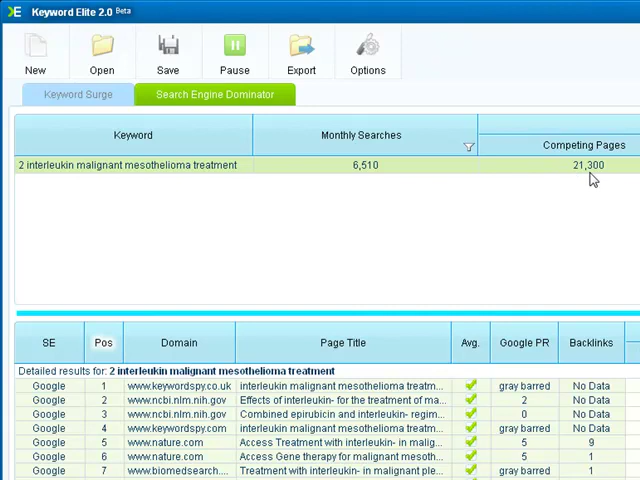 Keyword Elite 2.0 Beta
New Open Save Pause Export Options
Keyword Surge Search Engine Dominator
Keyword Monthly Searches Competing Pages
2 interleukin malignant mesothelioma treatment 6,510 21,300
SE Pos Domain Page Title Avg. Google PR Backlinks
Detailed results for: 2 interleukin malignant mesothelioma treatment
Google 1 www.keywordspy.co.uk interleukin malignant mesothelioma treatm... gray barred No Data
Google 2 www.ncbi.nlm.nih.gov Effects of interleukin- for the treatment of ma... 2 No Data
Google 3 www.ncbi.nlm.nih.gov Combined epirubicin and interleukin- regim... 0 No Data
Google 4 www.keywordspy.com interleukin malignant mesothelioma treatm... gray barred No Data
Google 5 www.nature.com Access Treatment with interleukin- in malig... 5 9
Google 6 www.nature.com Access Gene therapy for malignant mesoth... 5 1
Google 7 www.biomedsearch.... Treatment with interleukin- in malignant ple... gray barred 1